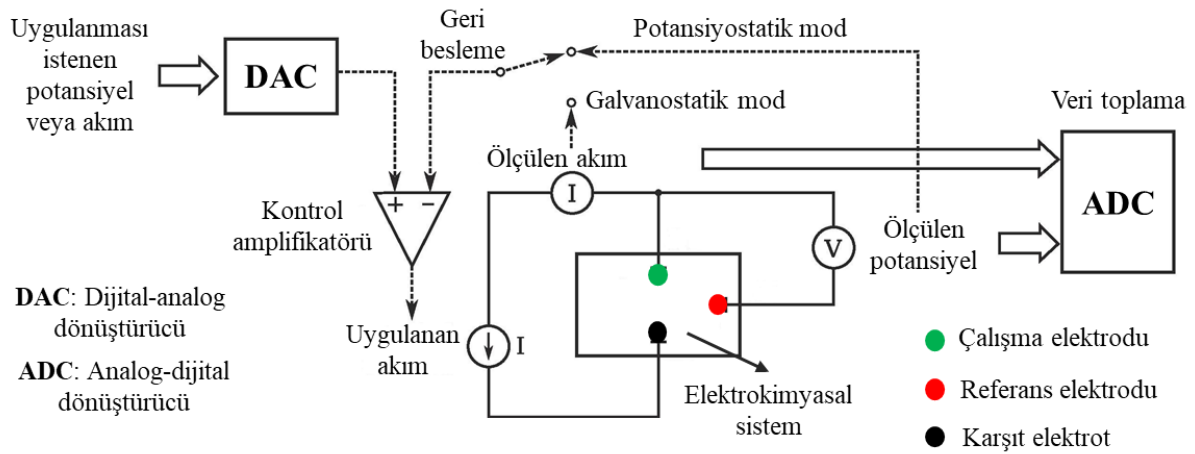 Uygulanması
istenen
potansiyel
veya akım
DAC
Geri
besleme
Potansiyostatik mod
Galvanostatik mod
Veri toplama
Ölçülen akım
I
ADC
+ −
Kontrol
amplifikatörü
V
Ölçülen
potansiyel
DAC: Dijital-analog
dönüştürücü
ADC: Analog-dijital
dönüştürücü
Uygulanan
akım
I
Elektrokimyasal
sistem
Çalışma elektrodu
Referans elektrodu
Karşıt elektrot